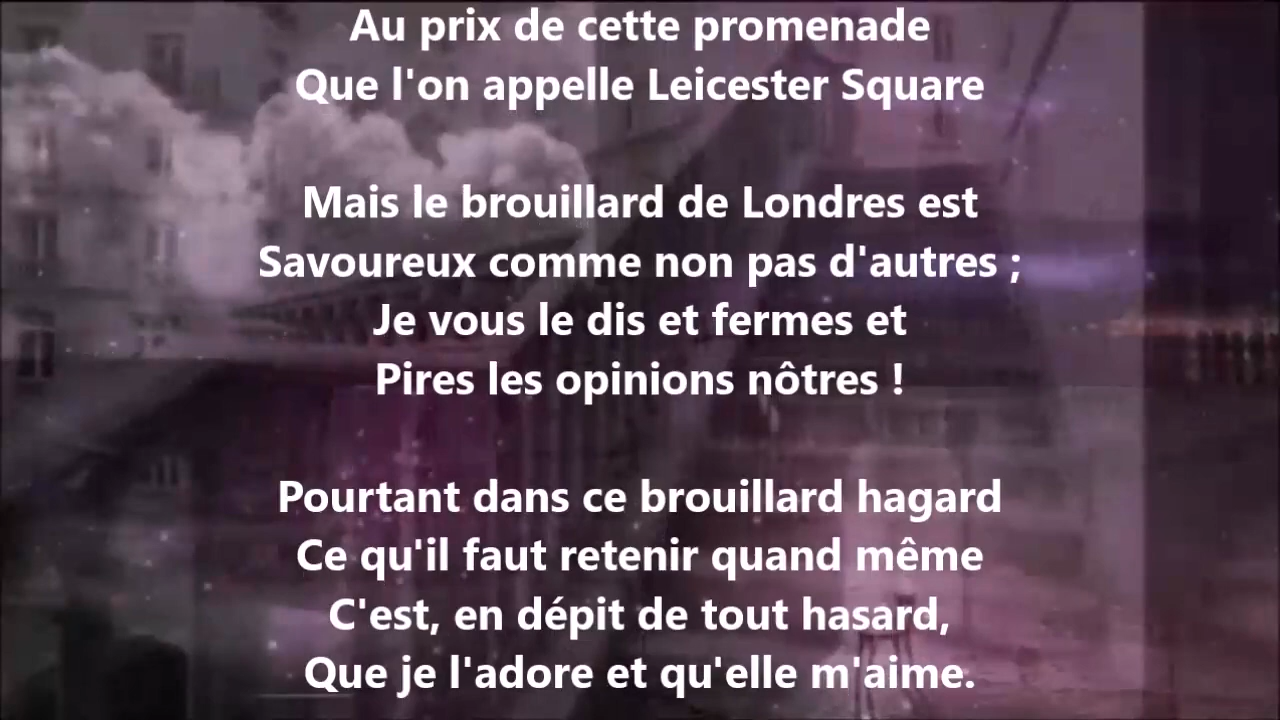 Au prix de cette promenade
Que l'on appelle Leicester Square
Mais le brouillard de Londres est
Savoureux comme non pas d'autres ;
Je vous le dis et fermes et
Pires les opinions nôtres !
Pourtant dans ce brouillard hagard
Ce qu'il faut retenir quand même
C'est, en dépit de tout hasard,
Que je l'adore et qu'elle m'aime.